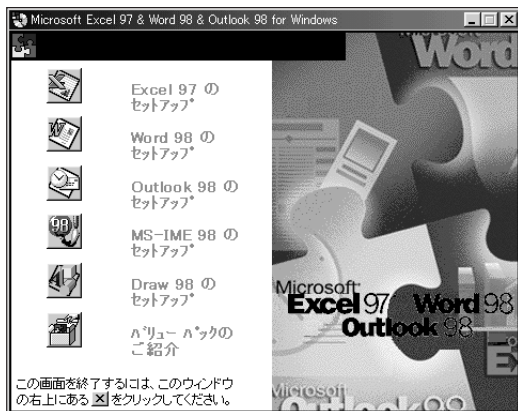 Microsoft Excel 97 & Word 98 & Outlook 98 for Windows
Excel 97 の
セットアップ
Word 98 の
セットアップ
Outlook 98 の
セットアップ
MS-IME 98 の
セットアップ
Draw 98 の
セットアップ
バリュー パックの
ご紹介
この画面を終了するには、このウィンドウ
の右上にある × をクリックしてください。
Microsoft
Word
Microsoft
Excel 97 Word 98
Outlook 98
Microsoft
Outlook 98